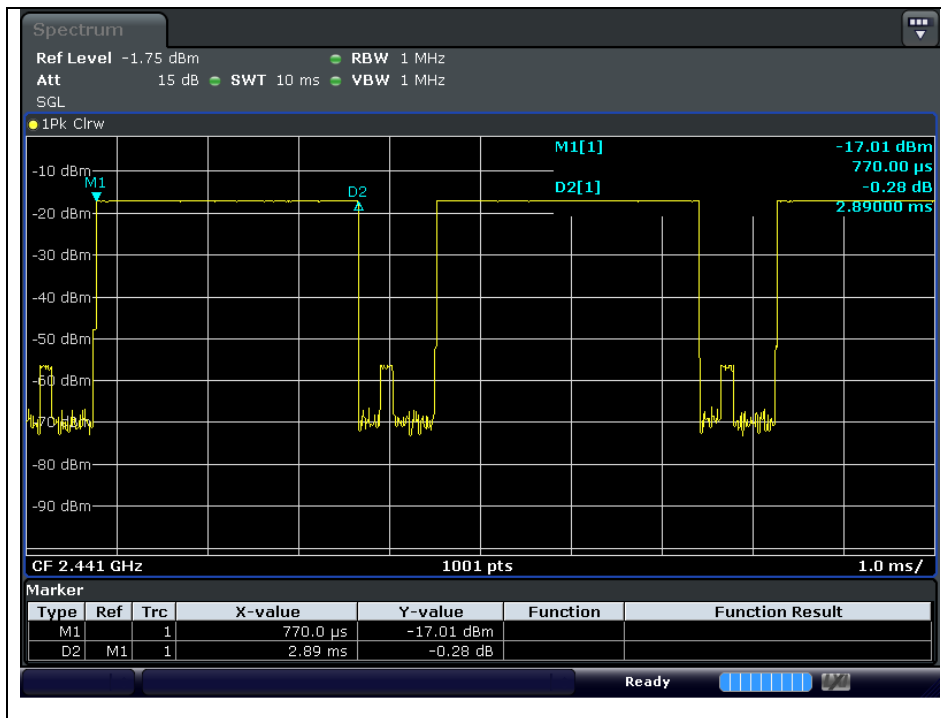 Spectrum
Ref Level -1.75 dBm RBW 1 MHz
Att 15 dB SWT 10 ms VBW 1 MHz
SGL
1Pk Clrw
M1[1] -17.01 dBm
770.00 µs
D2[1] -0.28 dB
2.89000 ms
M1
D2
-10 dBm
-20 dBm
-30 dBm
-40 dBm
-50 dBm
-60 dBm
-70 dBm
-80 dBm
-90 dBm
CF 2.441 GHz 1001 pts 1.0 ms/
Marker
Type Ref Trc X-value Y-value Function Function Result
M1 1 770.0 µs -17.01 dBm
D2 M1 1 2.89 ms -0.28 dB
Ready